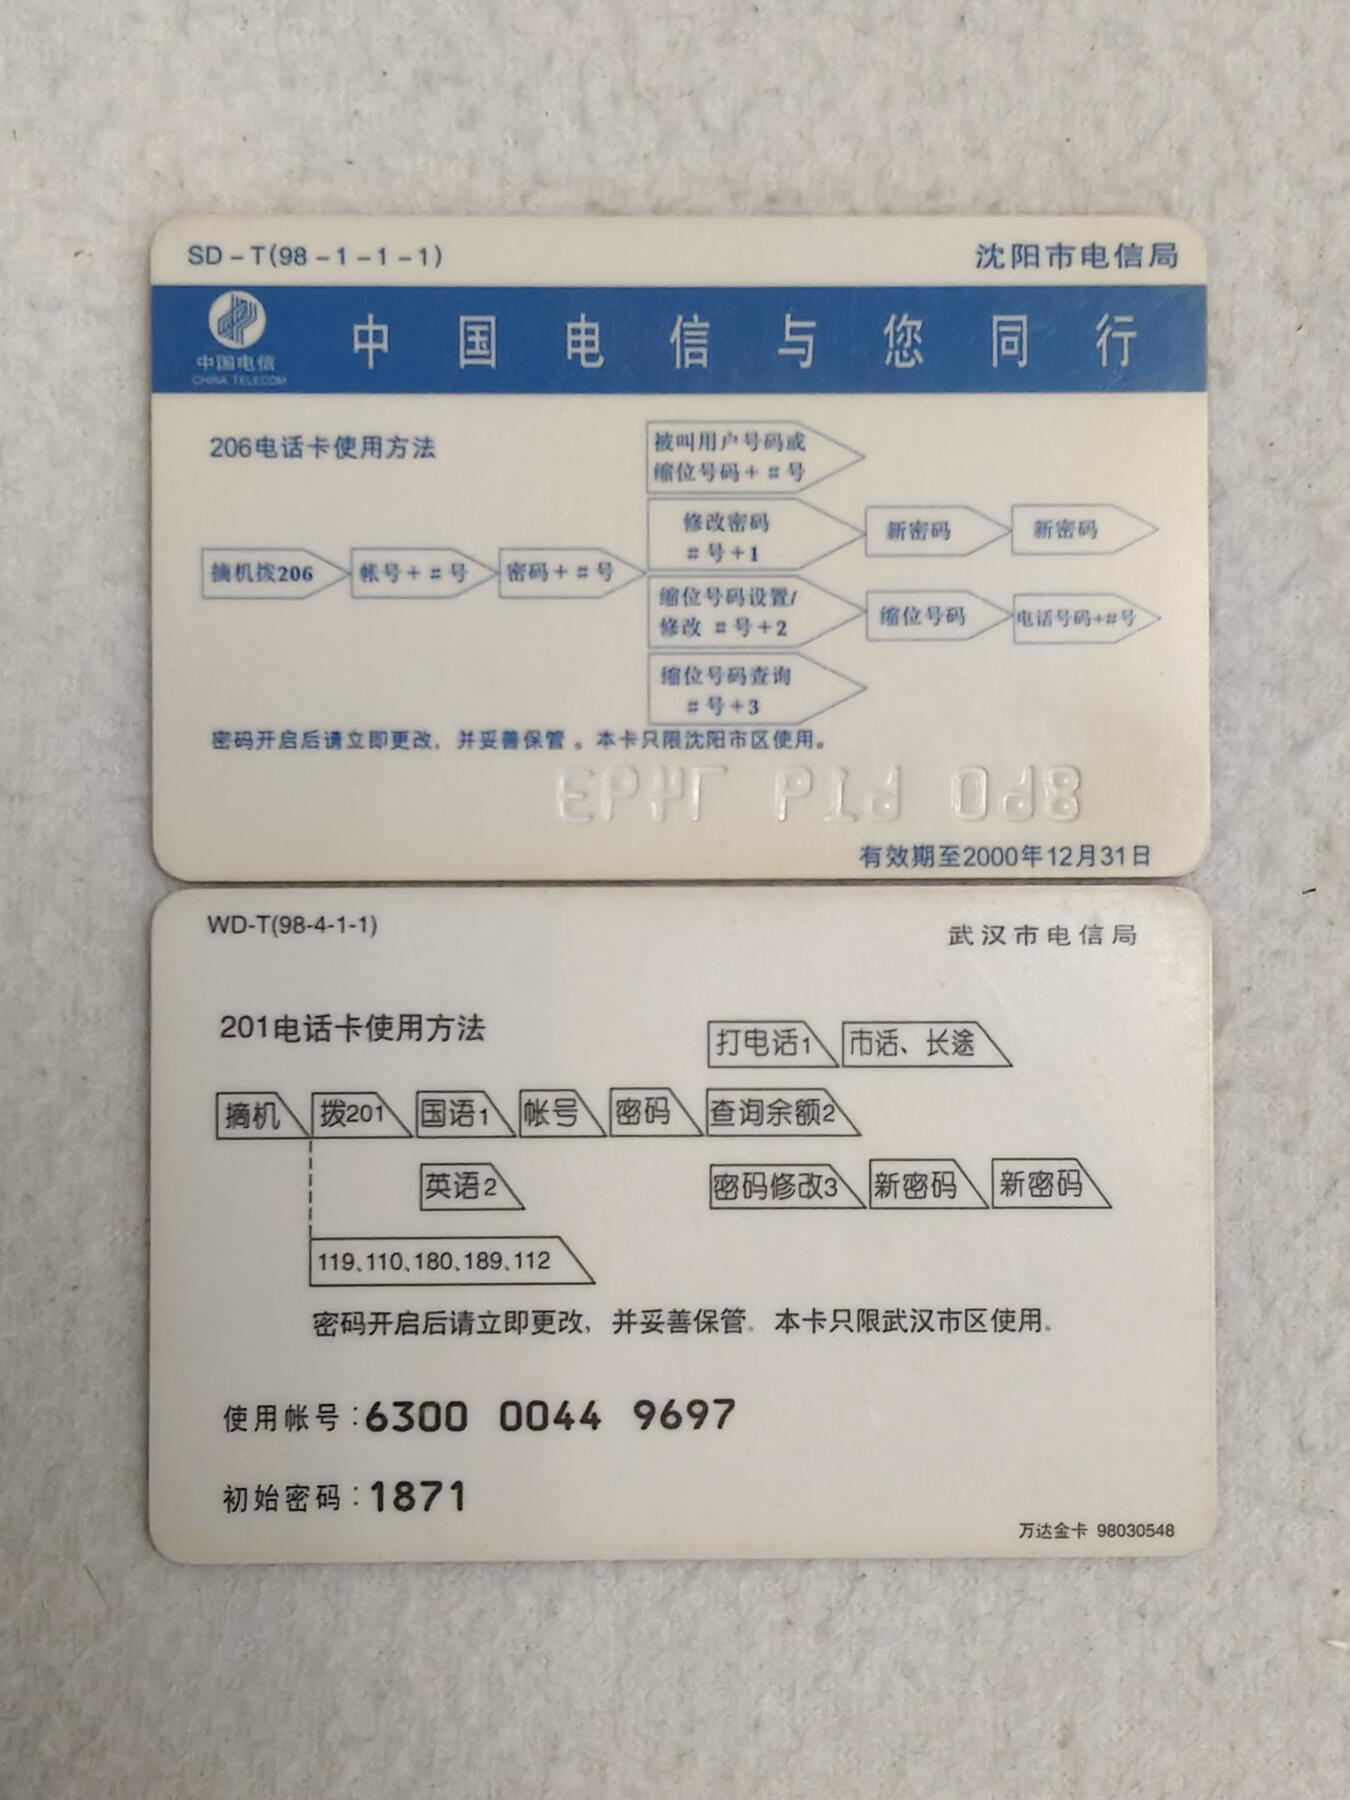 SD-T(98-1-1-1)
沈阳市电信局
中国电信与您同行
中国电信
CHINA TELECOM
206电话卡使用方法
被叫用户号码或
缩位号码+#号
修改密码
#号+1
新密码
新密码
摘机拨206
帐号+#号
密码+#号
缩位号码设置/
修改 #号+2
缩位号码
电话号码+#号
缩位号码查询
#号+3
密码开启后请立即更改，并妥善保管。本卡只限沈阳市区使用。
有效期至2000年12月31日
WD-T(98-4-1-1)
武汉市电信局
201电话卡使用方法
打电话1
市话、长途
摘机
拨201
国语1
帐号
密码
查询余额2
英语2
密码修改3
新密码
新密码
119、110、180、189、112
密码开启后请立即更改，并妥善保管.本卡只限武汉市区使用.
使用帐号:6300 0044 9697
初始密码:1871
万达金卡 98030548